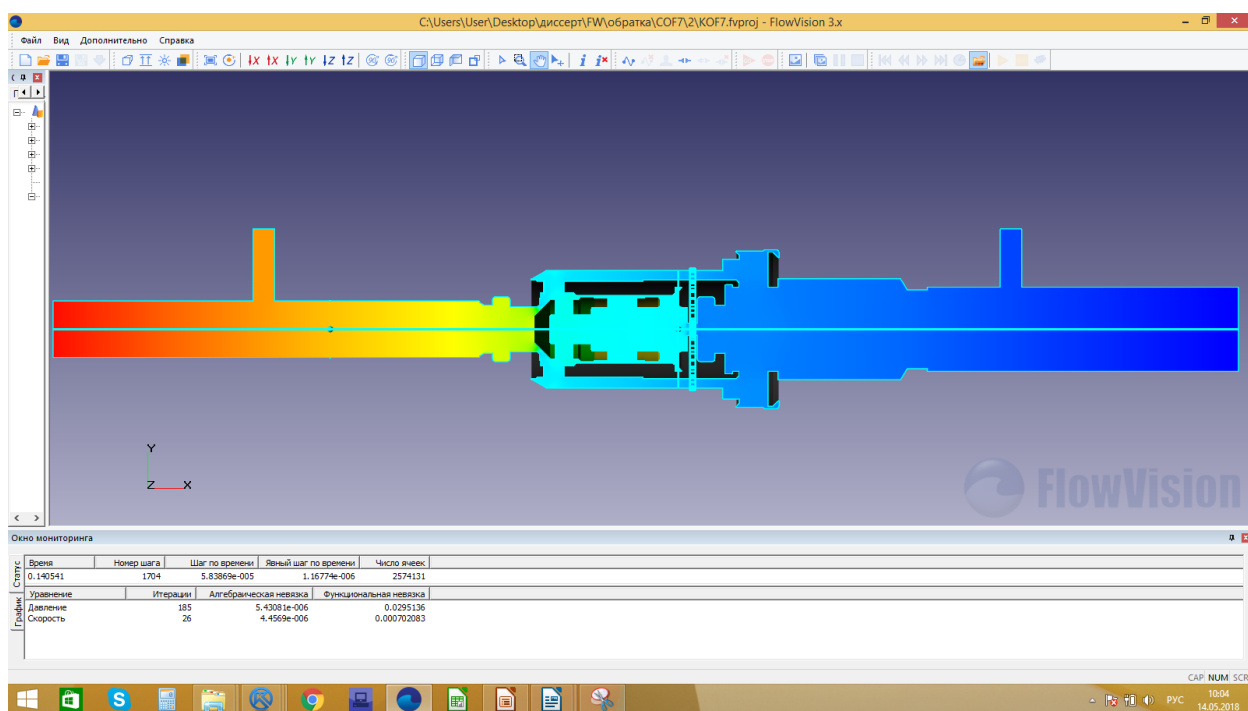 C:\Users\User\Desktop\диссерт\FW\обратка\COF7\2\KOF7.fvproj - FlowVision 3.x
Файл Вид Дополнительно Справка
Y
Z X
FlowVision
Окно мониторинга
Статус
График
Время Номер шага Шаг по времени Явный шаг по времени Число ячеек
0.140541 1704 5.83869e-005 1.16774e-006 2574131
Уравнение Итерации Алгебраическая невязка Функциональная невязка
Давление 185 5.43081e-006 0.0295136
Скорость 26 4.4569e-006 0.000702083
CAP NUM SCR
РУС 10:04
14.05.2018